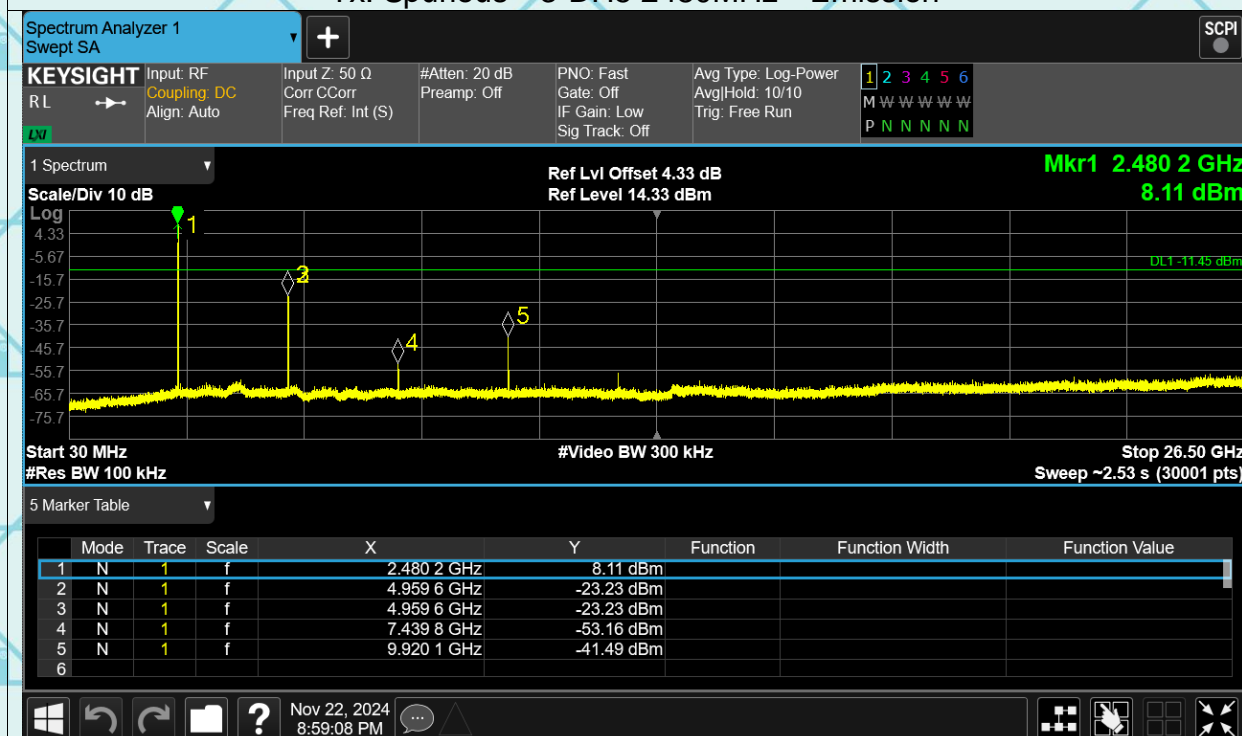 Tx. Spurious 3-DH5 2480MHz Emission
Spectrum Analyzer 1
Swept SA
+
SCPI
KEYSIGHT
RL
LXI
Input: RF
Coupling: DC
Align: Auto
Input Z: 50 Ω
Corr CCorr
Freq Ref: Int (S)
#Atten: 20 dB
Preamp: Off
PNO: Fast
Gate: Off
IF Gain: Low
Sig Track: Off
Avg Type: Log-Power
Avg|Hold: 10/10
Trig: Free Run
1 2 3 4 5 6
M W W W W W
P N N N N N
1 Spectrum
Scale/Div 10 dB
Ref Lvl Offset 4.33 dB
Ref Level 14.33 dBm
Mkr1 2.480 2 GHz
8.11 dBm
Log
4.33
-5.67
-15.7
-25.7
-35.7
-45.7
-55.7
-65.7
-75.7
1
3
4
5
DL1 -11.45 dBm
Start 30 MHz
#Res BW 100 kHz
#Video BW 300 kHz
Stop 26.50 GHz
Sweep ~2.53 s (30001 pts)
5 Marker Table
Mode Trace Scale X Y Function Function Width Function Value
1 N 1 f 2.480 2 GHz 8.11 dBm
2 N 1 f 4.959 6 GHz -23.23 dBm
3 N 1 f 4.959 6 GHz -23.23 dBm
4 N 1 f 7.439 8 GHz -53.16 dBm
5 N 1 f 9.920 1 GHz -41.49 dBm
6
?
Nov 22, 2024
8:59:08 PM